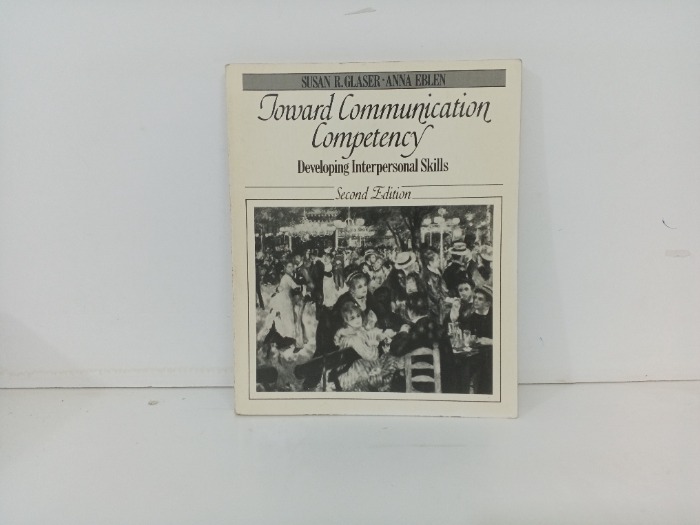 SUSAN R. GLASER · ANNA EBLEN
Toward Communication
Competency
Developing Interpersonal Skills
Second Edition